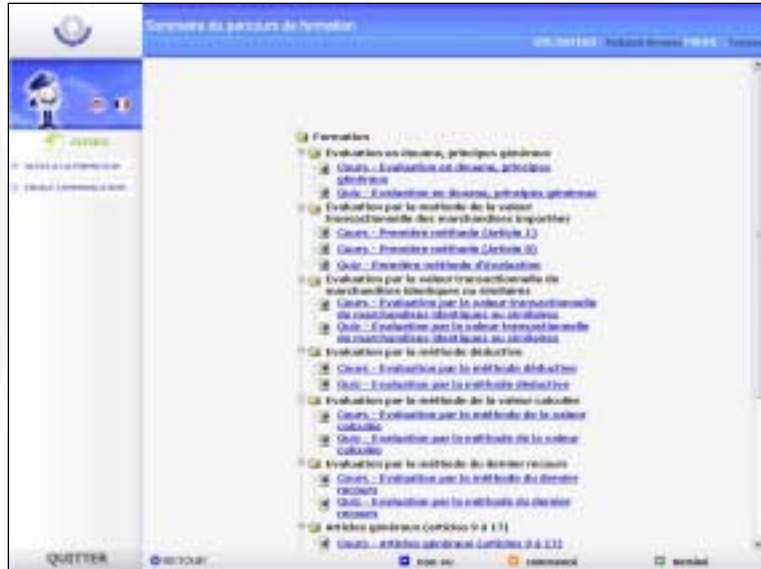 Sommaire du parcours de formation
Formation
Evaluation en douane, principes généraux
Cours - Evaluation en douane, principes
généraux
Quiz - Evaluation en douane, principes généraux
Evaluation par la méthode de la valeur
transactionnelle des marchandises importées
Cours - Première méthode (Article 1)
Cours - Première méthode (Article 8)
Quiz - Première méthode d'évaluation
Evaluation par la valeur transactionnelle de
marchandises identiques ou similaires
Cours - Evaluation par la valeur transactionnelle
de marchandises identiques ou similaires
Quiz - Evaluation par la valeur transactionnelle
de marchandises identiques ou similaires
Evaluation par la méthode déductive
Cours - Evaluation par la méthode déductive
Quiz - Evaluation par la méthode déductive
Evaluation par la méthode de la valeur calculée
Cours - Evaluation par la méthode de la valeur
calculée
Quiz - Evaluation par la méthode de la valeur
calculée
Evaluation par la méthode du dernier recours
Cours - Evaluation par la méthode du dernier
recours
Quiz - Evaluation par la méthode du dernier
recours
Articles généraux (articles 9 à 17)
Cours - Articles généraux (articles 9 à 17)
QUITTER
RETOUR
non vu
commencé
terminé